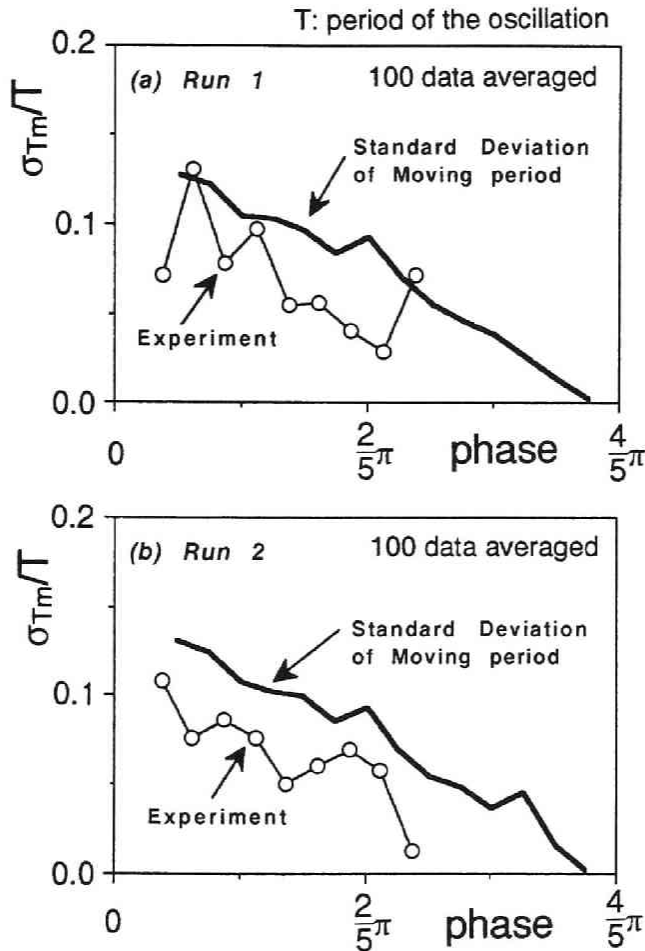 T: period of the oscillation
0.2
(a) Run 1
100 data averaged
Standard Deviation
of Moving period
σTm/T
0.1
Experiment
0.0
0
2/5π
phase
4/5π
0.2
(b) Run 2
100 data averaged
Standard Deviation
of Moving period
σTm/T
0.1
Experiment
0.0
0
2/5π
phase
4/5π